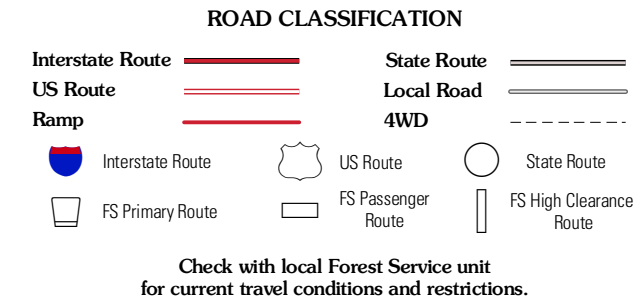 ROAD CLASSIFICATION
Interstate Route
State Route
US Route
Local Road
Ramp
4WD
Interstate Route
US Route
State Route
FS Primary Route
FS Passenger
Route
FS High Clearance
Route
Check with local Forest Service unit
for current travel conditions and restrictions.